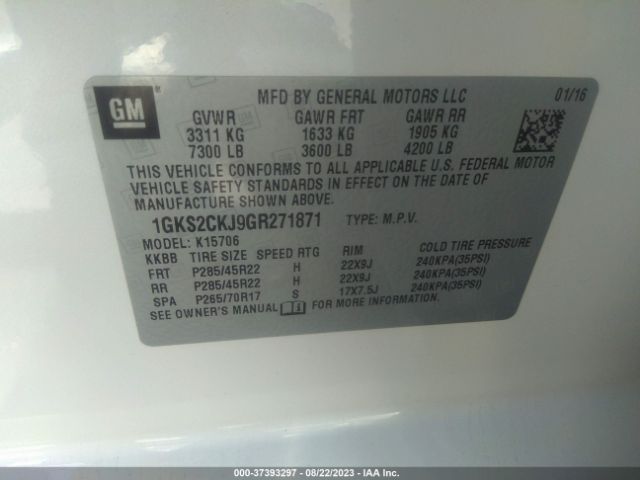 GM
MFD BY GENERAL MOTORS LLC 01/16
GVWR GAWR FRT GAWR RR
3311 KG 1633 KG 1905 KG
7300 LB 3600 LB 4200 LB
THIS VEHICLE CONFORMS TO ALL APPLICABLE U.S. FEDERAL MOTOR
VEHICLE SAFETY STANDARDS IN EFFECT ON THE DATE OF
MANUFACTURE SHOWN ABOVE.
1GKS2CKJ9GR271871 TYPE: M.P.V.
MODEL: K15706
KKBB TIRE SIZE SPEED RTG RIM COLD TIRE PRESSURE
FRT P285/45R22 H 22X9J 240KPA(35PSI)
RR P285/45R22 H 22X9J 240KPA(35PSI)
SPA P265/70R17 S 17X7.5J 240KPA(35PSI)
SEE OWNER'S MANUAL FOR MORE INFORMATION.
000-37393297 - 08/22/2023 - IAA Inc.